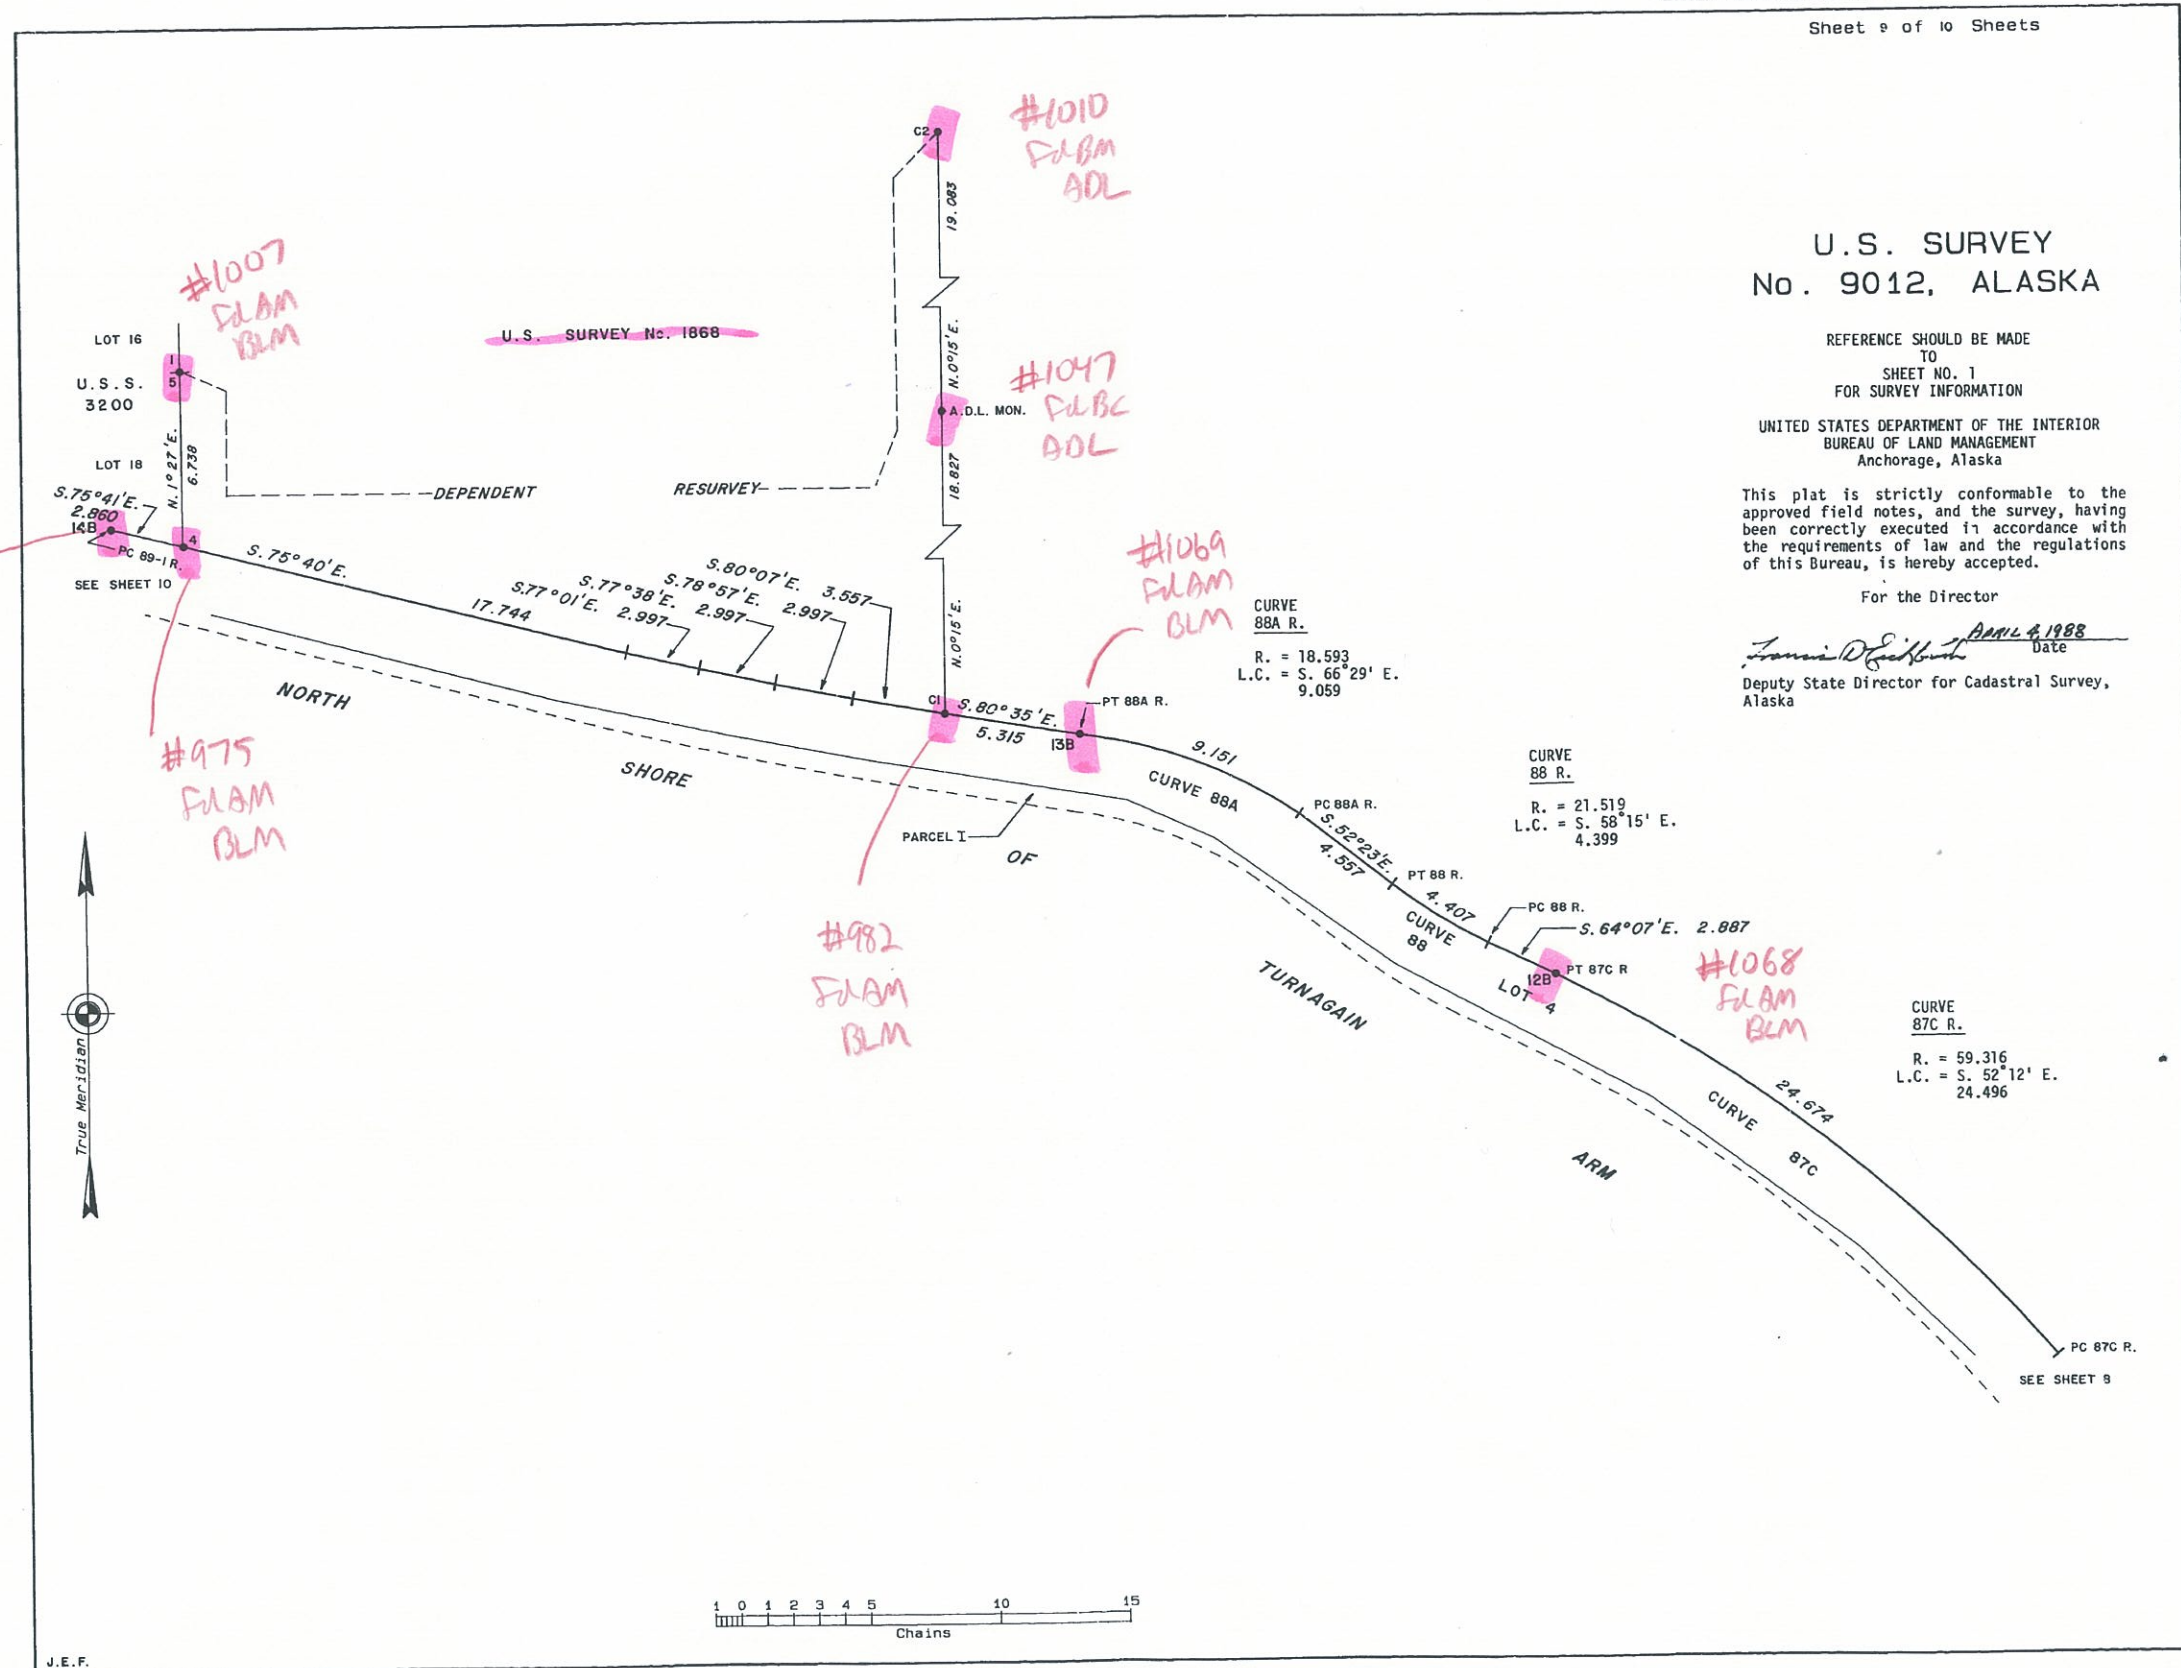 Sheet 9 of 10 Sheets
#1010
Fd BM
ADL
C2
19.083
U.S. SURVEY
No. 9012, ALASKA
REFERENCE SHOULD BE MADE
TO
SHEET NO. 1
FOR SURVEY INFORMATION
UNITED STATES DEPARTMENT OF THE INTERIOR
BUREAU OF LAND MANAGEMENT
Anchorage, Alaska
This plat is strictly conformable to the
approved field notes, and the survey, having
been correctly executed in accordance with
the requirements of law and the regulations
of this Bureau, is hereby accepted.
For the Director
APRIL 4, 1988
Date
Deputy State Director for Cadastral Survey,
Alaska
#1007
Fd AM
BLM
LOT 16
1
5
U.S.S.
3200
LOT 18
N. 1°27'E.
6.738
U.S. SURVEY No. 1868
N.0°15'E.
#1047
Fd BC
ADL
A.D.L. MON.
18.827
DEPENDENT
RESURVEY
S.75°41'E.
2.860
14B
PC 89-1 R.
4
SEE SHEET 10
S.75°40'E.
17.744
S.77°01'E. 2.997
S.77°38'E. 2.997
S.78°57'E. 2.997
S.80°07'E. 3.557
N.0°15'E.
#1069
Fd AM
BLM
CURVE
88A R.
R. = 18.593
L.C. = S. 66°29' E.
9.059
C1
S.80°35'E.
5.315
13B
PT 88A R.
9.151
CURVE 88A
PC 88A R.
S.52°23'E.
4.557
PT 88 R.
4.407
CURVE
88
PC 88 R.
S.64°07'E. 2.887
CURVE
88 R.
R. = 21.519
L.C. = S. 58°15' E.
4.399
12B
PT 87C R
LOT 4
#1068
Fd AM
BLM
CURVE
87C R.
R. = 59.316
L.C. = S. 52°12' E.
24.496
24.674
CURVE 87C
PC 87C R.
SEE SHEET 8
NORTH
SHORE
OF
TURNAGAIN
ARM
PARCEL I
#975
Fd AM
BLM
#982
Fd AM
BLM
True Meridian
1 0 1 2 3 4 5 10 15
Chains
J.E.F.